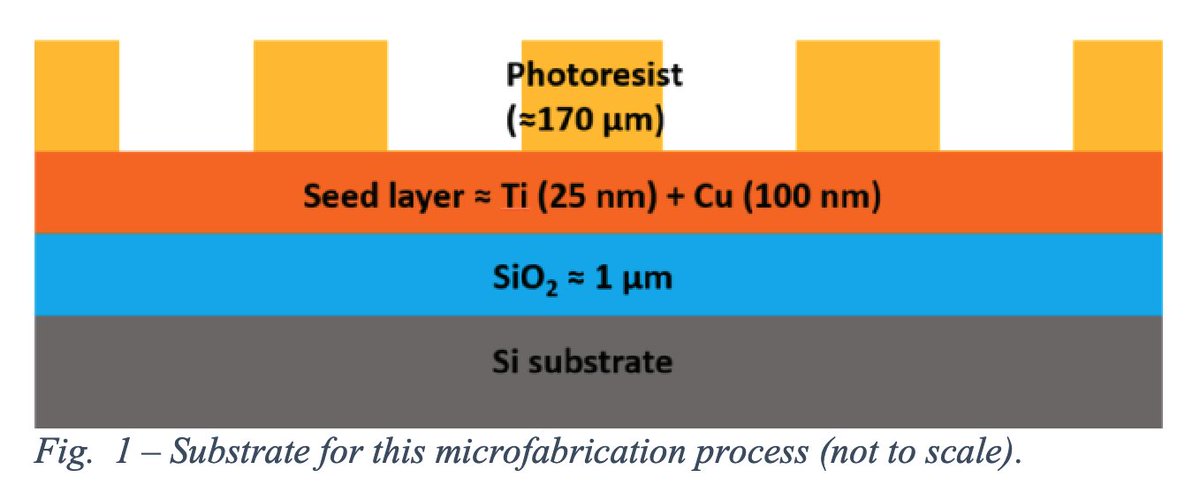 Photoresist
(≈170 μm)
Seed layer ≈ Ti (25 nm) + Cu (100 nm)
SiO₂ ≈ 1 μm
Si substrate
Fig. 1 – Substrate for this microfabrication process (not to scale).